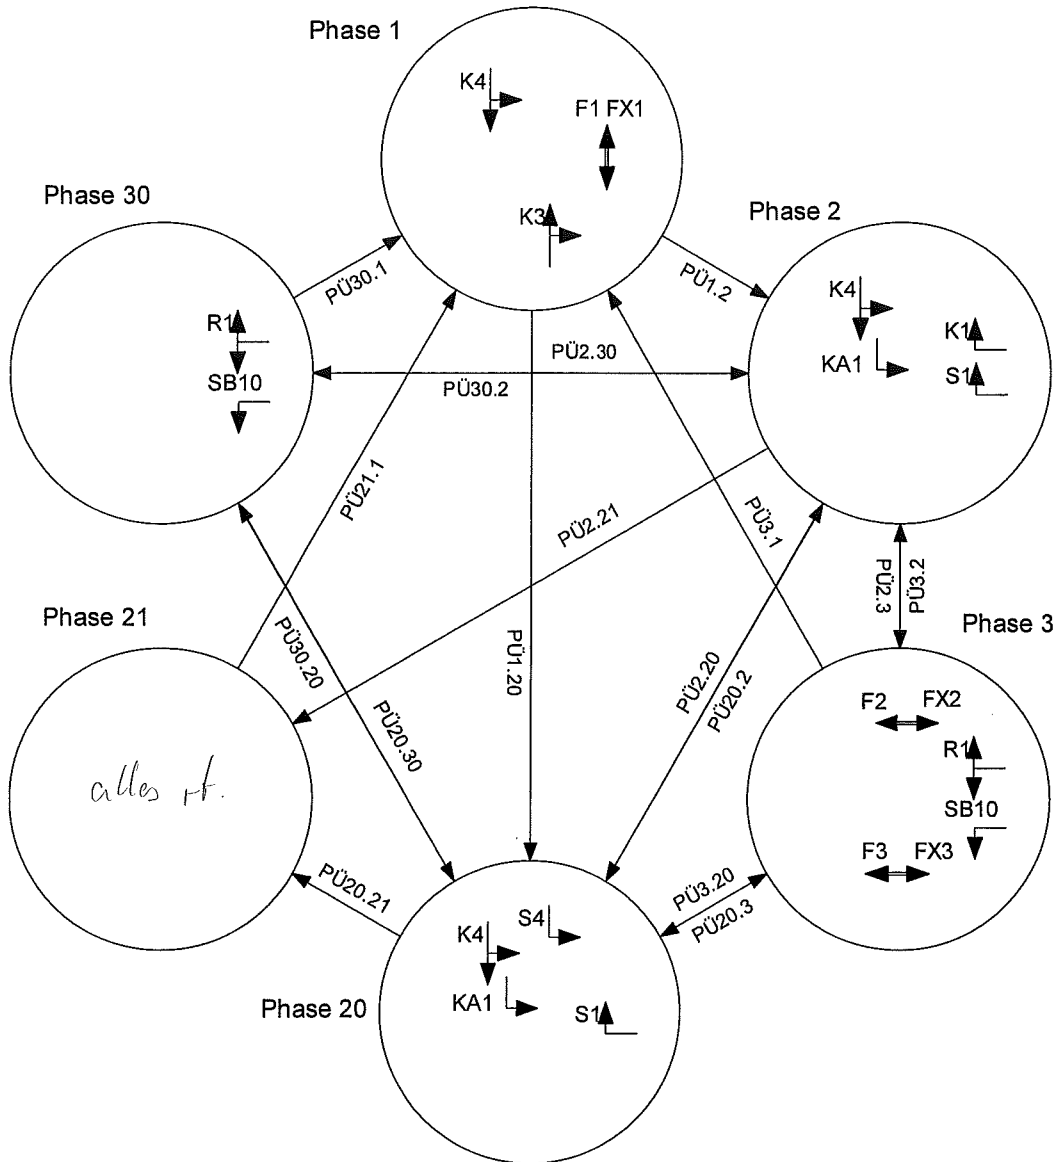 Phase 1
K4
F1 FX1
K3
Phase 30
R1
SB10
PÜ30.1
PÜ1.2
Phase 2
K4
K1
KA1
S1
PÜ2.30
PÜ30.2
PÜ21.1
PÜ2.21
PÜ3.1
PÜ2.3
PÜ3.2
Phase 21
alles rt.
PÜ30.20
PÜ20.30
PÜ1.20
PÜ2.20
PÜ20.2
Phase 3
F2 FX2
R1
SB10
F3 FX3
PÜ20.21
PÜ3.20
PÜ20.3
Phase 20
S4
K4
KA1
S1